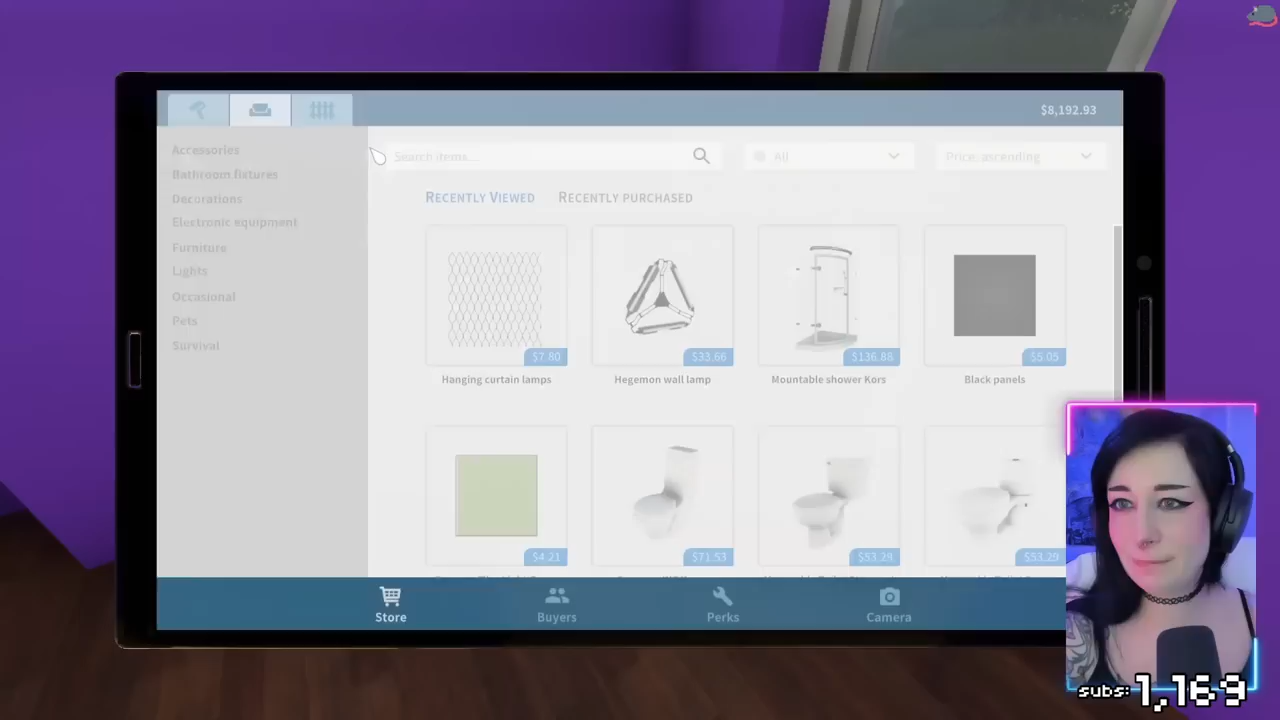 $8,192.93
Accessories
Bathroom fixtures
Decorations
Electronic equipment
Furniture
Lights
Occasional
Pets
Survival
Search items...
All
Price: ascending
RECENTLY VIEWED
RECENTLY PURCHASED
$7.80
$33.66
$136.88
$5.05
Hanging curtain lamps
Hegemon wall lamp
Mountable shower Kors
Black panels
$4.21
$71.53
$53.29
$53.29
Store
Buyers
Perks
Camera
subs: 1,169